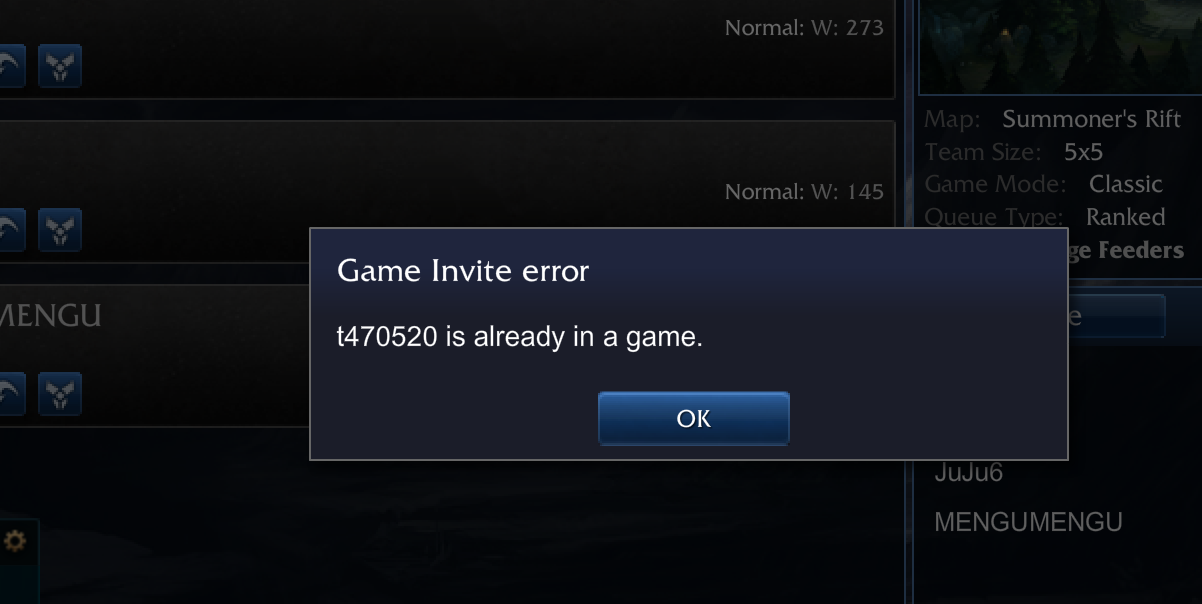 Normal: W: 273
Map: Summoner's Rift
Team Size: 5x5
Normal: W: 145
Game Mode: Classic
Queue Type: Ranked
ge Feeders
Game Invite error
MENGU
e
t470520 is already in a game.
OK
JuJu6
MENGUMENGU